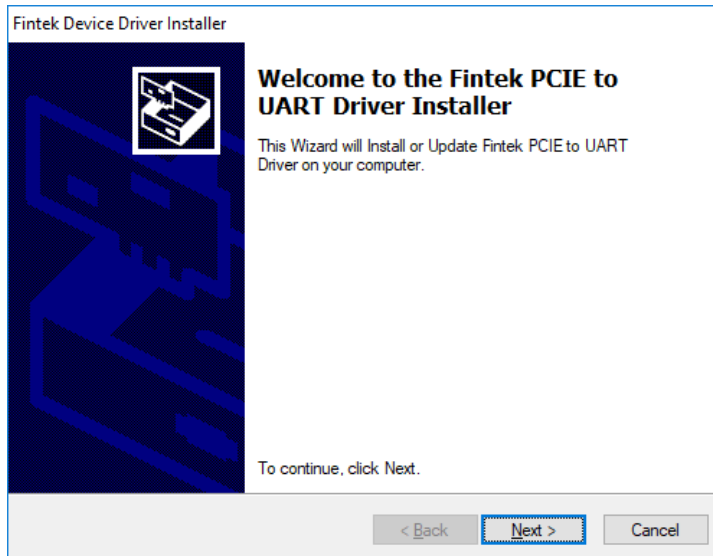 Fintek Device Driver Installer
Welcome to the Fintek PCIE to
UART Driver Installer
This Wizard will Install or Update Fintek PCIE to UART
Driver on your computer.
To continue, click Next.
< Back
Next >
Cancel